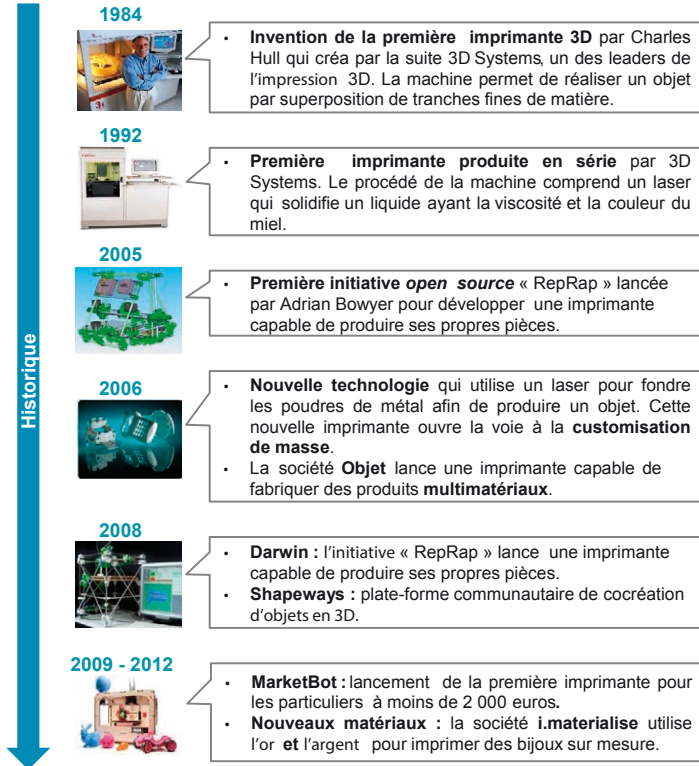 Historique
1984
• Invention de la première imprimante 3D par Charles
Hull qui créa par la suite 3D Systems, un des leaders de
l'impression 3D. La machine permet de réaliser un objet
par superposition de tranches fines de matière.
1992
• Première imprimante produite en série par 3D
Systems. Le procédé de la machine comprend un laser
qui solidifie un liquide ayant la viscosité et la couleur du
miel.
2005
• Première initiative open source « RepRap » lancée
par Adrian Bowyer pour développer une imprimante
capable de produire ses propres pièces.
2006
• Nouvelle technologie qui utilise un laser pour fondre
les poudres de métal afin de produire un objet. Cette
nouvelle imprimante ouvre la voie à la customisation
de masse.
• La société Objet lance une imprimante capable de
fabriquer des produits multimatériaux.
2008
• Darwin : l'initiative « RepRap » lance une imprimante
capable de produire ses propres pièces.
• Shapeways : plate-forme communautaire de cocréation
d'objets en 3D.
2009 - 2012
• MarketBot : lancement de la première imprimante pour
les particuliers à moins de 2 000 euros.
• Nouveaux matériaux : la société i.materialise utilise
l'or et l'argent pour imprimer des bijoux sur mesure.